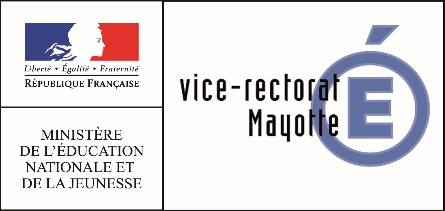 Liberté • Égalité • Fraternité
RÉPUBLIQUE FRANÇAISE
MINISTÈRE
DE L'ÉDUCATION
NATIONALE ET
DE LA JEUNESSE
vice-rectorat
Mayotte
É